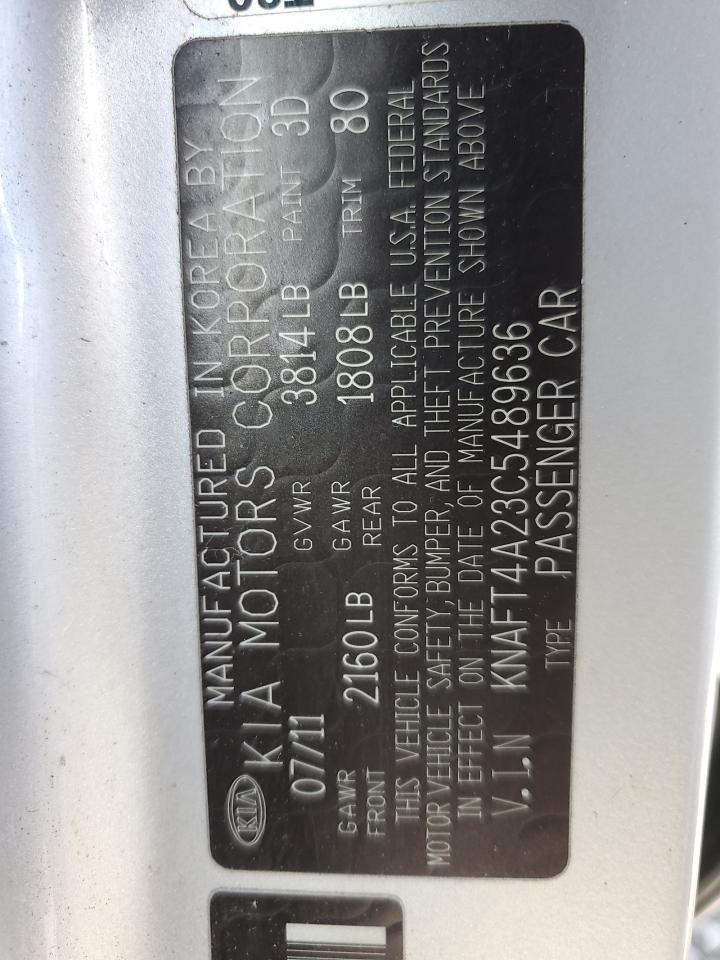 MANUFACTURED IN KOREA BY
KIA KIA MOTORS CORPORATION
07/11 GVWR 3814LB PAINT 3D
GAWR FRONT 2160LB GAWR REAR 1808LB TRIM 80
THIS VEHICLE CONFORMS TO ALL APPLICABLE U.S.A. FEDERAL
MOTOR VEHICLE SAFETY, BUMPER, AND THEFT PREVENTION STANDARDS
IN EFFECT ON THE DATE OF MANUFACTURE SHOWN ABOVE
V.I.N KNAFT4A23C5489636
TYPE PASSENGER CAR